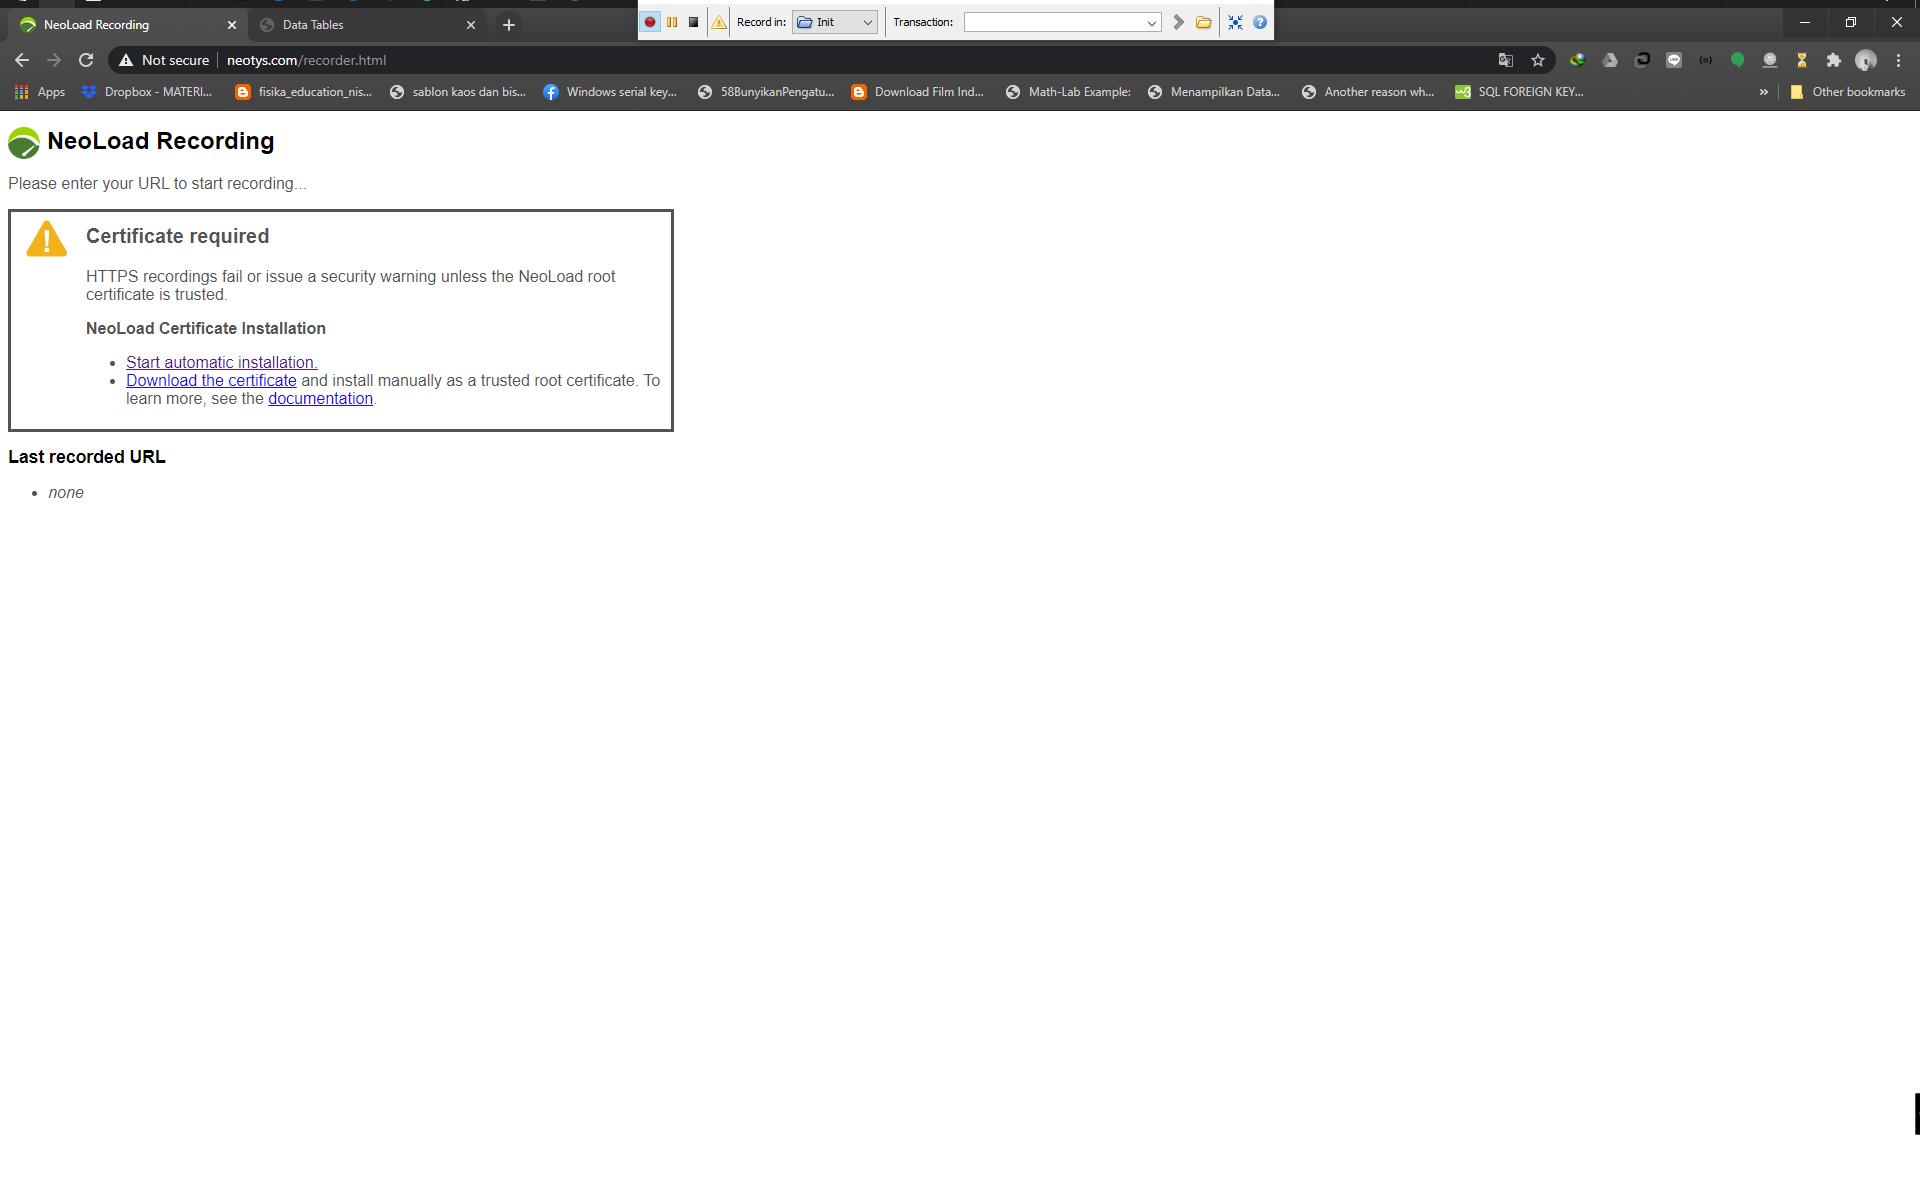 NeoLoad Recording
Data Tables
Record in:
Init
Transaction:
Not secure
neotys.com/recorder.html
Apps
Dropbox - MATERI...
fisika_education_nis...
sablon kaos dan bis...
Windows serial key...
58BunyikanPengatu...
Download Film Ind...
Math-Lab Example:
Menampilkan Data...
Another reason wh...
SQL FOREIGN KEY...
»
Other bookmarks
NeoLoad Recording
Please enter your URL to start recording...
Certificate required
HTTPS recordings fail or issue a security warning unless the NeoLoad root
certificate is trusted.
NeoLoad Certificate Installation
• Start automatic installation.
• Download the certificate and install manually as a trusted root certificate. To
learn more, see the documentation.
Last recorded URL
• none